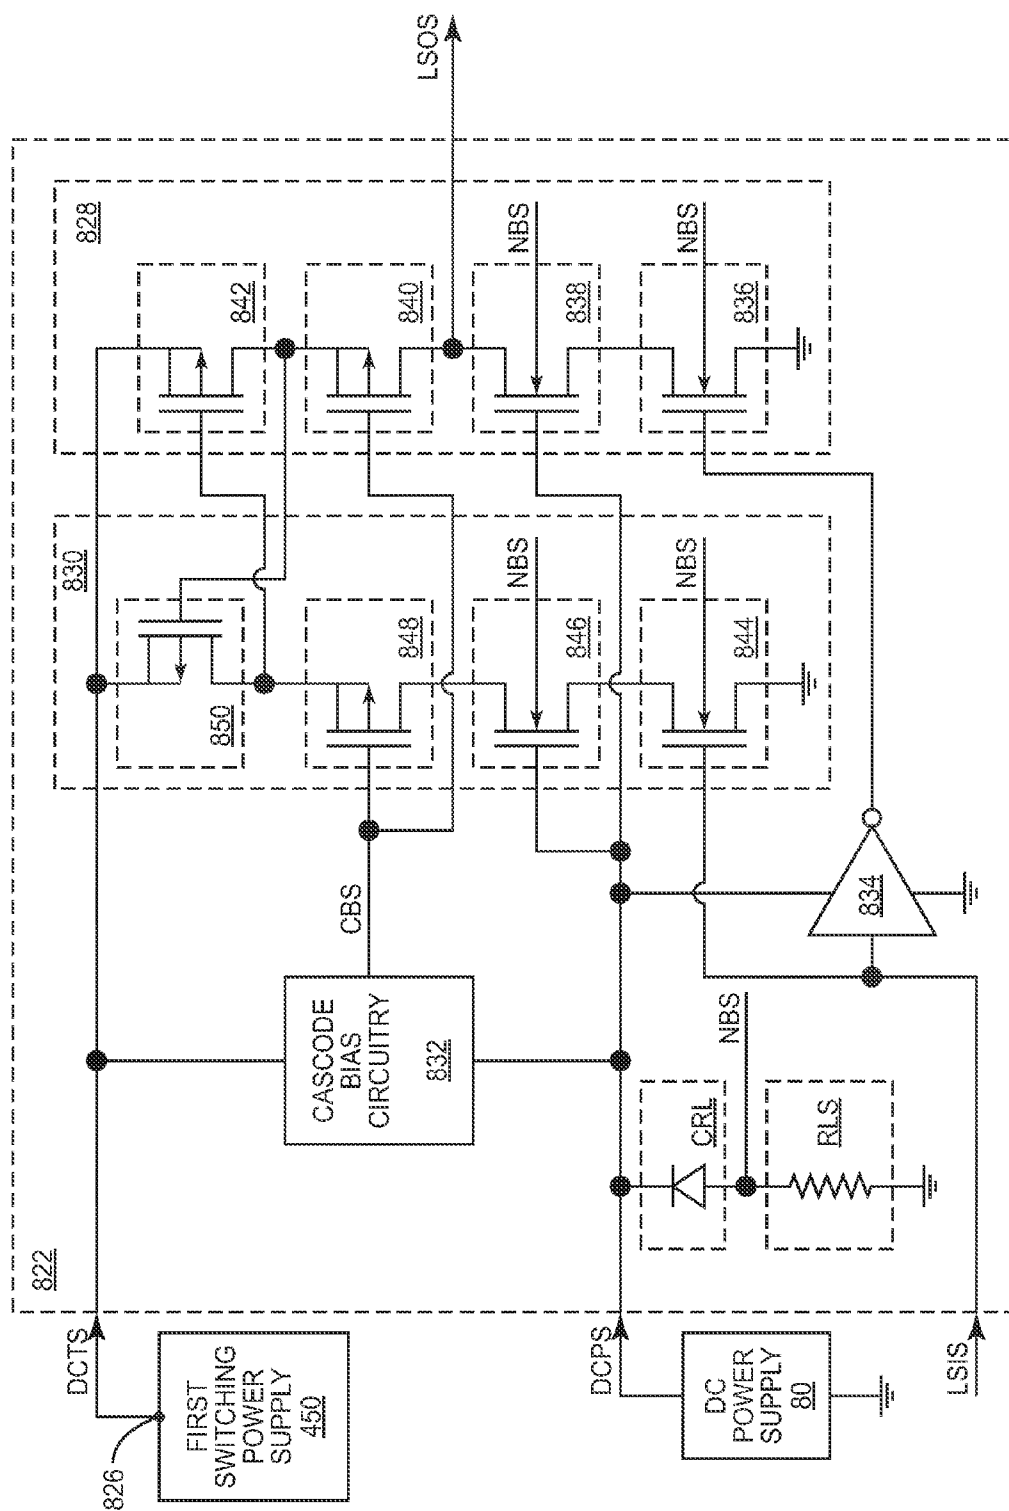 822
826
DCTS
FIRST
SWITCHING
POWER
SUPPLY
450
DCPS
DC
POWER
SUPPLY
80
LSIS
CASCODE
BIAS
CIRCUITRY
832
CBS
CRL
NBS
RLS
834
830
850
848
NBS
846
NBS
844
828
842
840
NBS
838
NBS
836
LSOS